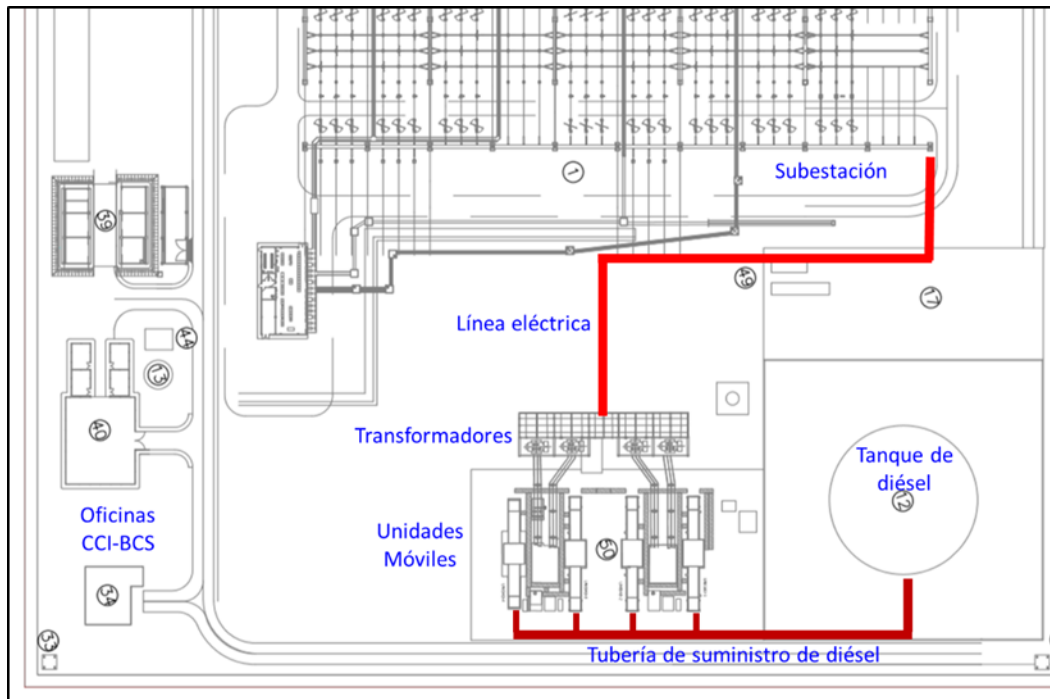 1
Subestación
39
49
17
Línea eléctrica
44
13
40
Transformadores
Tanque de
diésel
12
Oficinas
CCI-BCS
Unidades
Móviles
50
34
33
Tubería de suministro de diésel